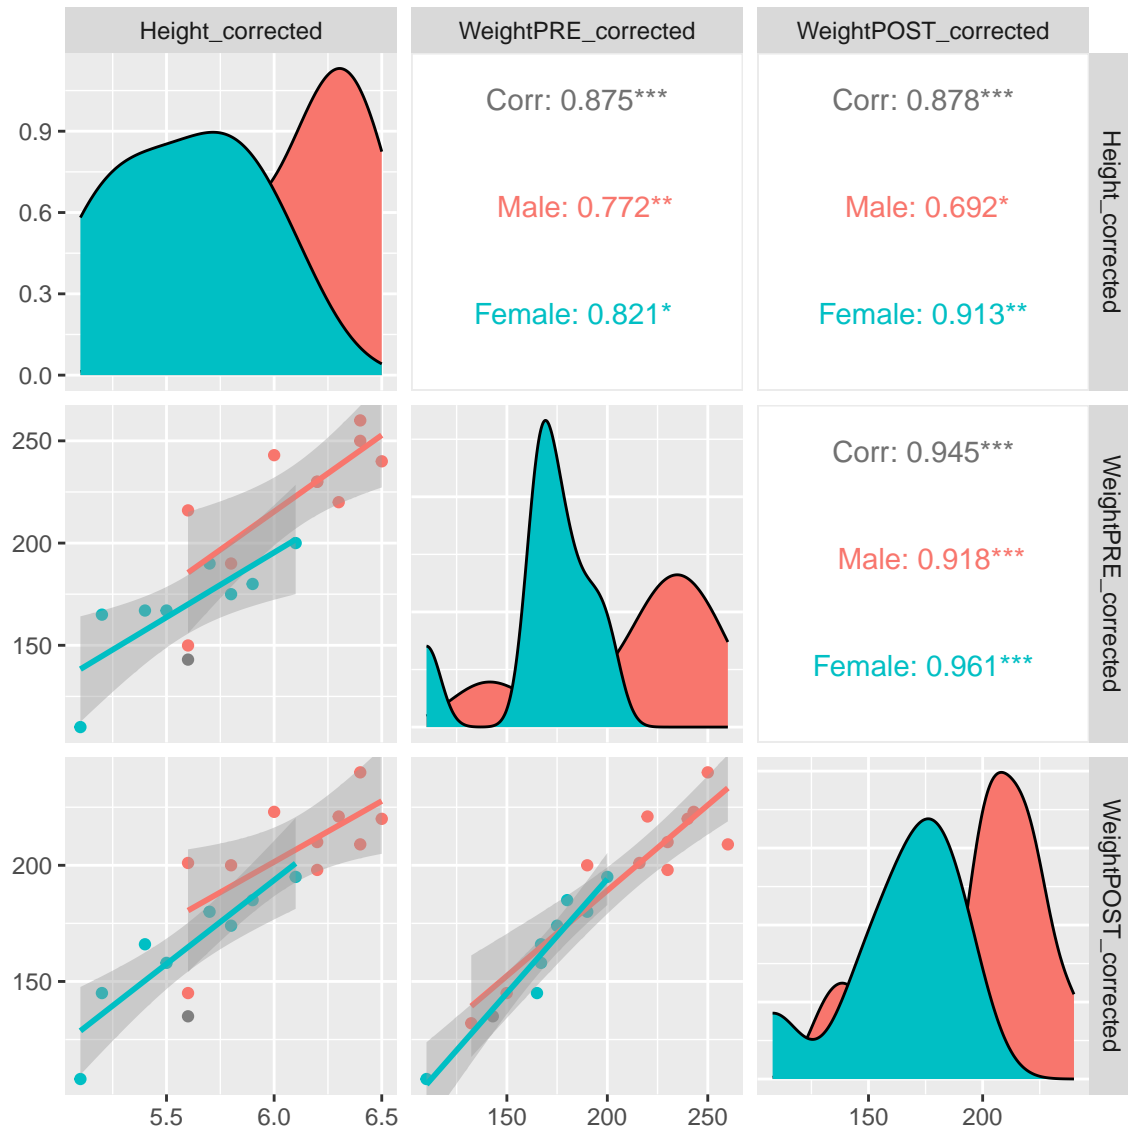 Height_corrected
WeightPRE_corrected
WeightPOST_corrected
0.9
0.6
0.3
0.0
Corr: 0.875***
Male: 0.772**
Female: 0.821*
Corr: 0.878***
Male: 0.692*
Female: 0.913**
Height_corrected
250
200
150
Corr: 0.945***
Male: 0.918***
Female: 0.961***
WeightPRE_corrected
200
150
WeightPOST_corrected
5.5
6.0
6.5
150
200
250
150
200